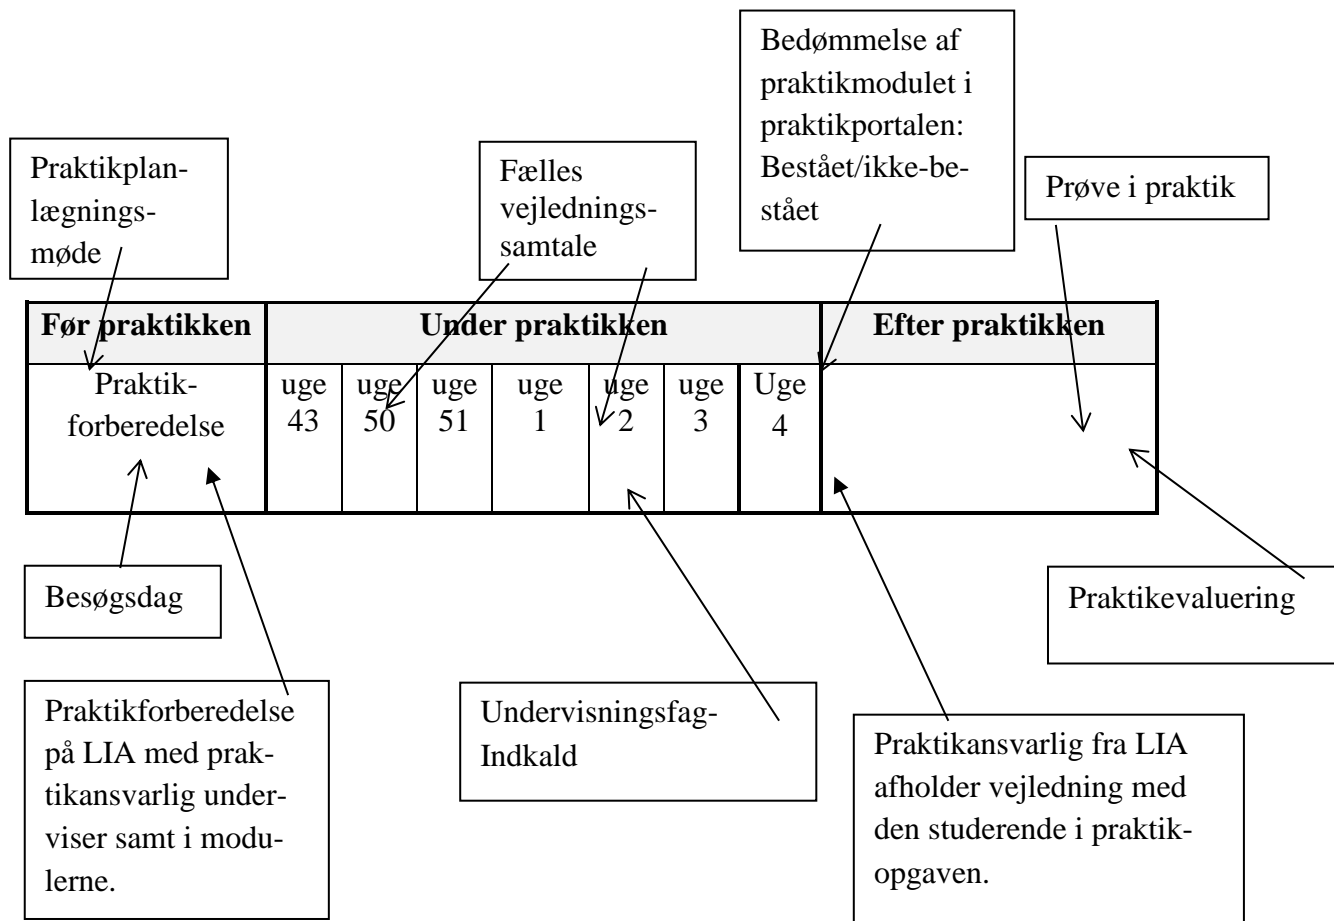 Bedømmelse af
praktikmodulet i
praktikportalen:
Bestået/ikke-be-
stået
Praktikplan-
lægnings-
møde
Fælles
vejlednings-
samtale
Prøve i praktik
Før praktikken
Under praktikken
Efter praktikken
Praktik-
forberedelse
uge
43
uge
50
uge
51
uge
1
uge
2
uge
3
Uge
4
Besøgsdag
Praktikevaluering
Praktikforberedelse
på LIA med prak-
tikansvarlig under-
viser samt i modu-
lerne.
Undervisningsfag-
Indkald
Praktikansvarlig fra LIA
afholder vejledning med
den studerende i praktik-
opgaven.